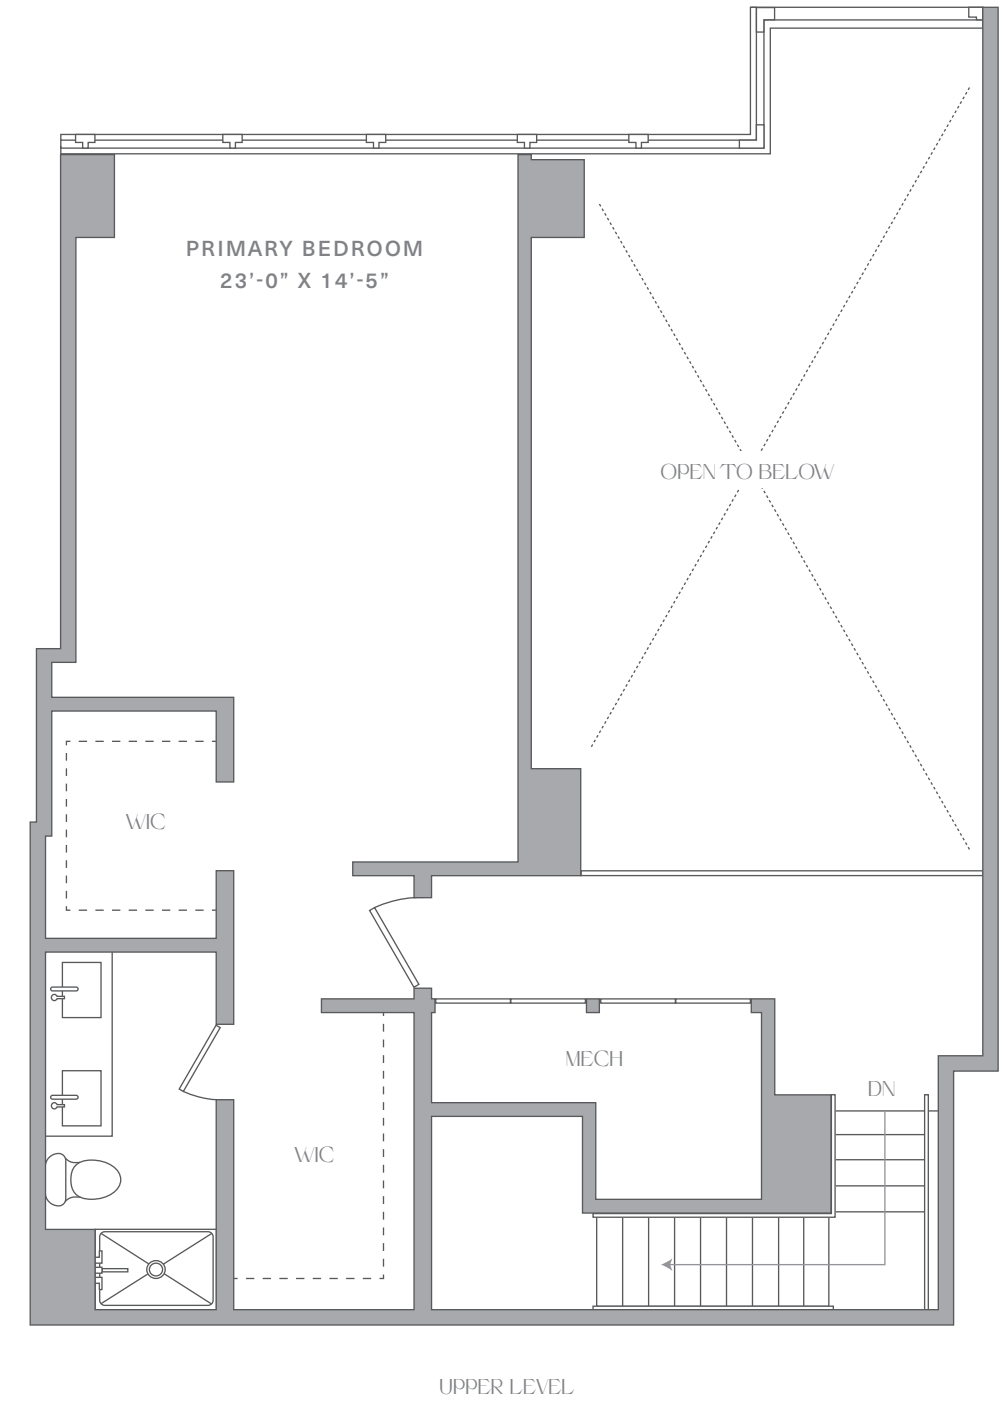 PRIMARY BEDROOM
23’-0” X 14’-5”
OPEN TO BELOW
WIC
MECH
DN
WIC
UPPER LEVEL